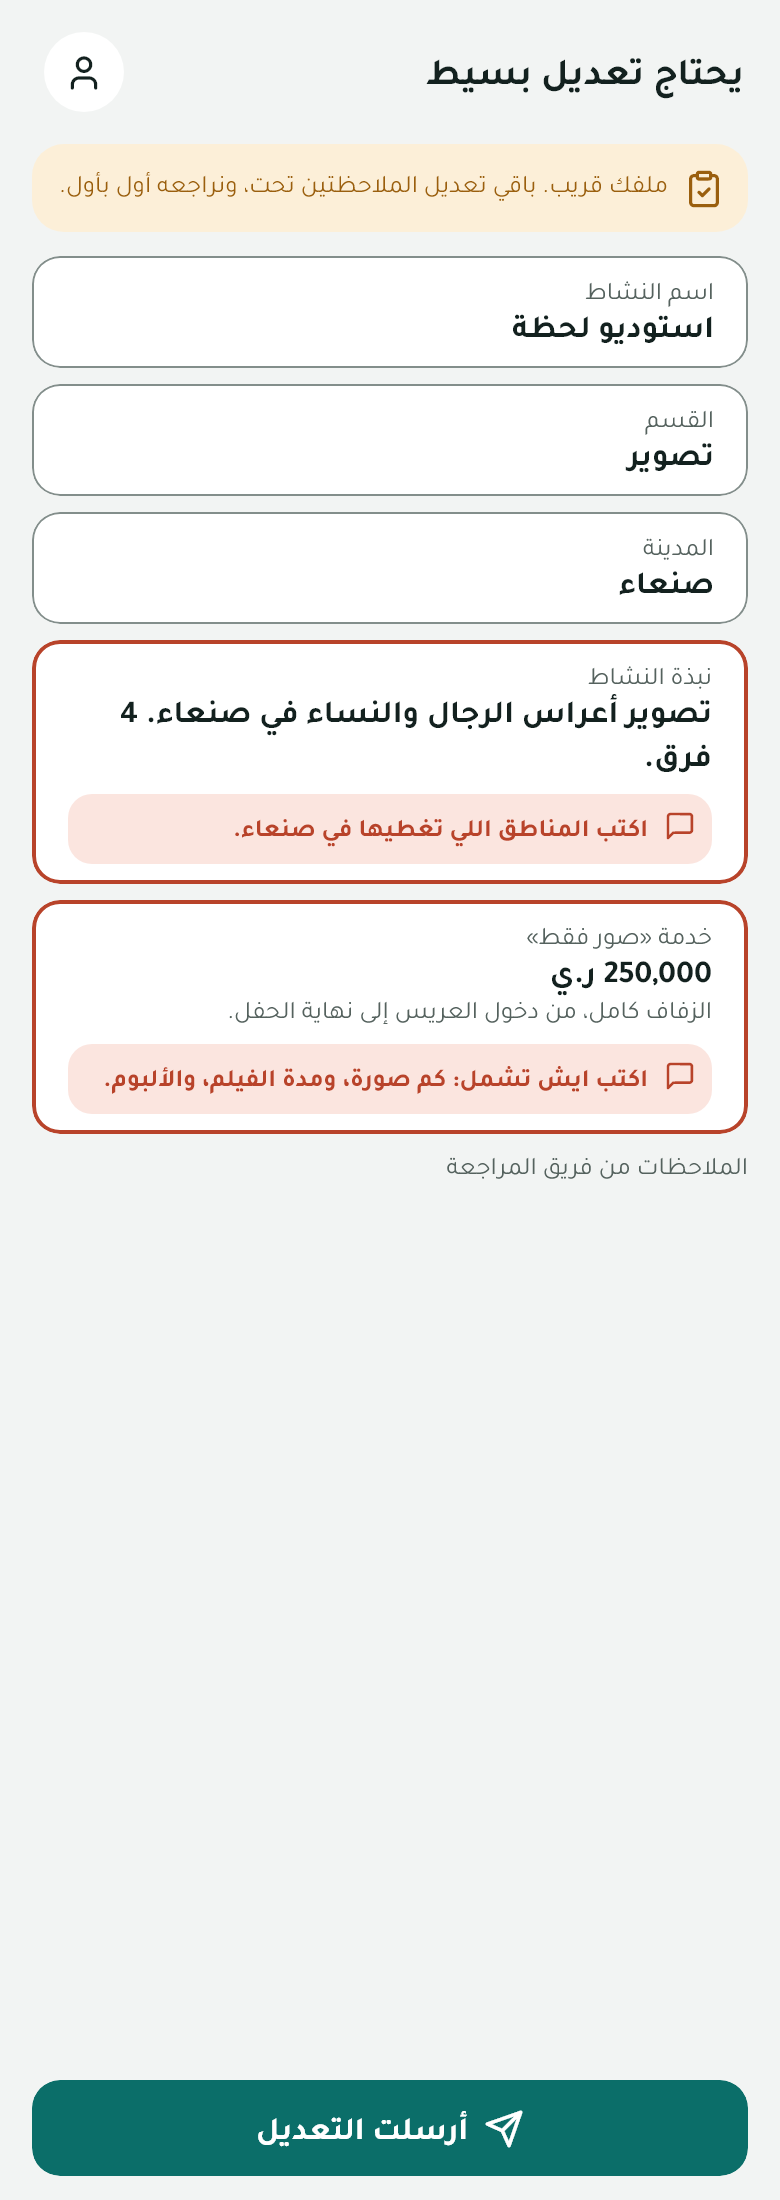 يحتاج تعديل بسيط
ملفك قريب. باقي تعديل الملاحظتين تحت، ونراجعه أول بأول.
اسم النشاط
استوديو لحظة
القسم
تصوير
المدينة
صنعاء
نبذة النشاط
تصوير أعراس الرجال والنساء في صنعاء. 4
فرق.
اكتب المناطق اللي تغطيها في صنعاء.
خدمة «صور فقط»
250,000 ر.ي
الزفاف كامل، من دخول العريس إلى نهاية الحفل.
اكتب ايش تشمل: كم صورة، ومدة الفيلم، والألبوم.
الملاحظات من فريق المراجعة
أرسلت التعديل